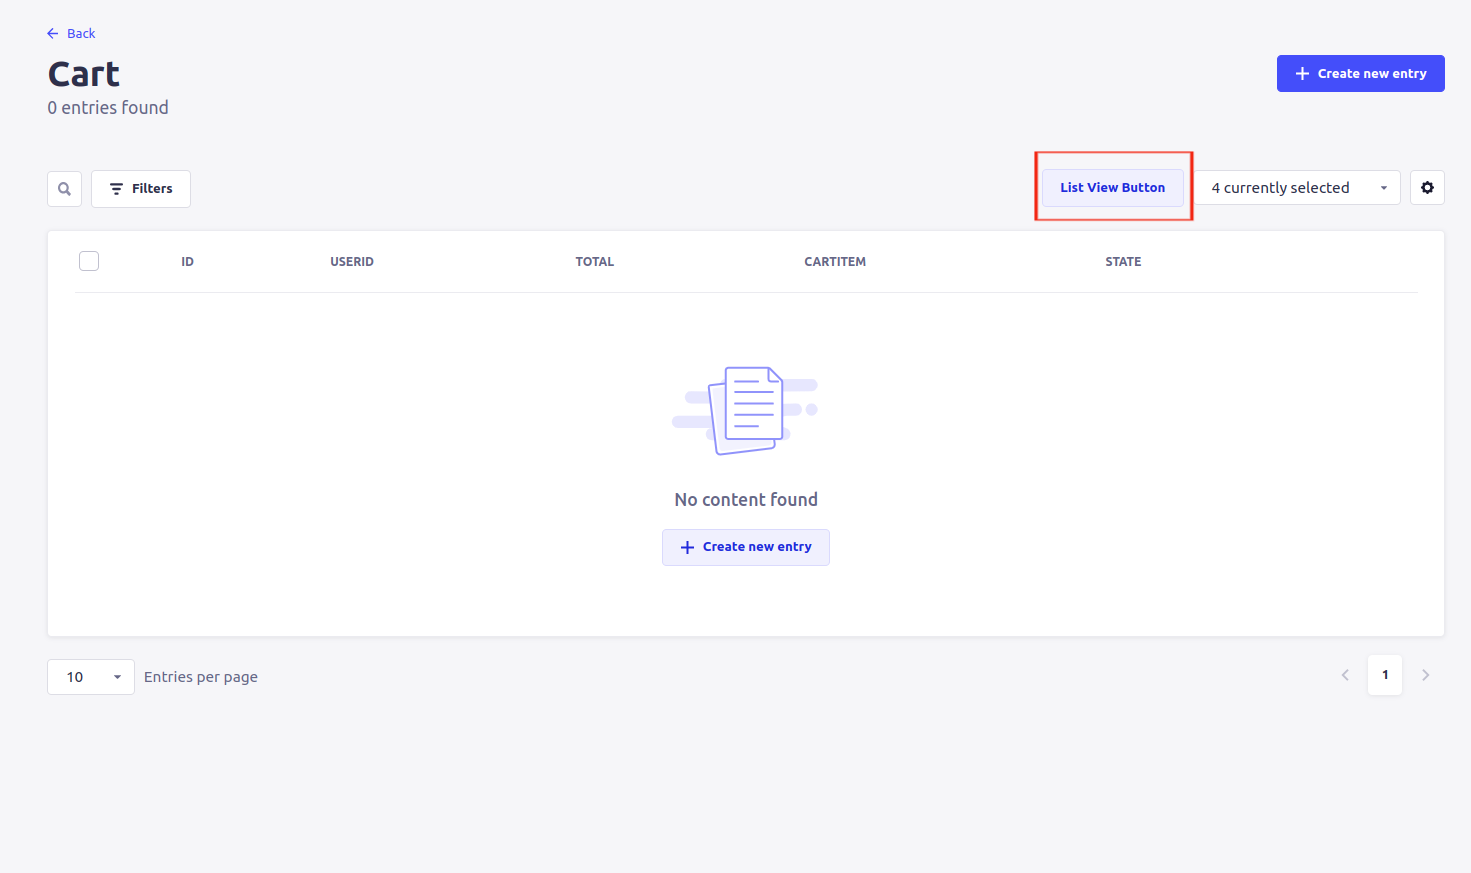 Back
Cart
0 entries found
Create new entry
Filters
List View Button
4 currently selected
ID USERID TOTAL CARTITEM STATE
No content found
Create new entry
10 Entries per page
1